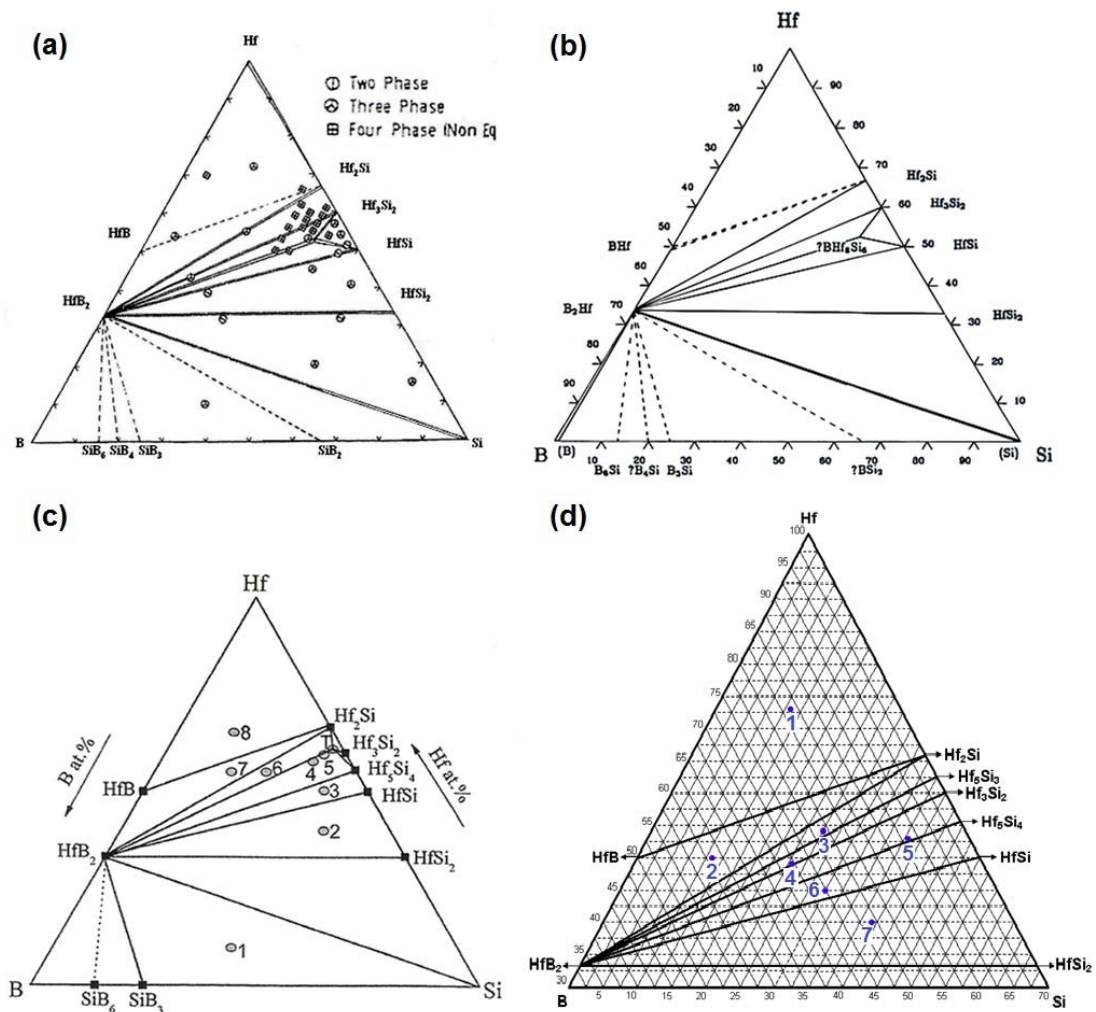 (a)
Hf
Two Phase
Three Phase
Four Phase (Non Eq
Hf2Si
Hf3Si2
HfB
HfSi
HfB2
HfSi2
B
SiB6
SiB4
SiB3
SiB2
Si
(b)
Hf
10
90
20
80
30
70
Hf2Si
40
60
Hf3Si2
BHf
50
?BHf8Si6
50
HfSi
60
40
B2Hf
70
30
HfSi2
80
20
90
10
B
(B)
B6Si
?B4Si
B3Si
?BSi2
(Si)
Si
10
20
30
40
50
60
70
80
90
(c)
Hf
B at.%
Hf at.%
8
Hf2Si
T
Hf3Si2
7
6
4
5
Hf5Si4
HfB
3
HfSi
2
HfB2
HfSi2
1
B
SiB6
SiB3
Si
(d)
Hf
100
95
90
85
80
75
1
70
65
Hf2Si
Hf5Si3
60
Hf3Si2
55
Hf5Si4
3
5
HfB
50
2
4
HfSi
45
6
40
7
35
HfB2
HfSi2
30
B
5
10
15
20
25
30
35
40
45
50
55
60
65
70
Si